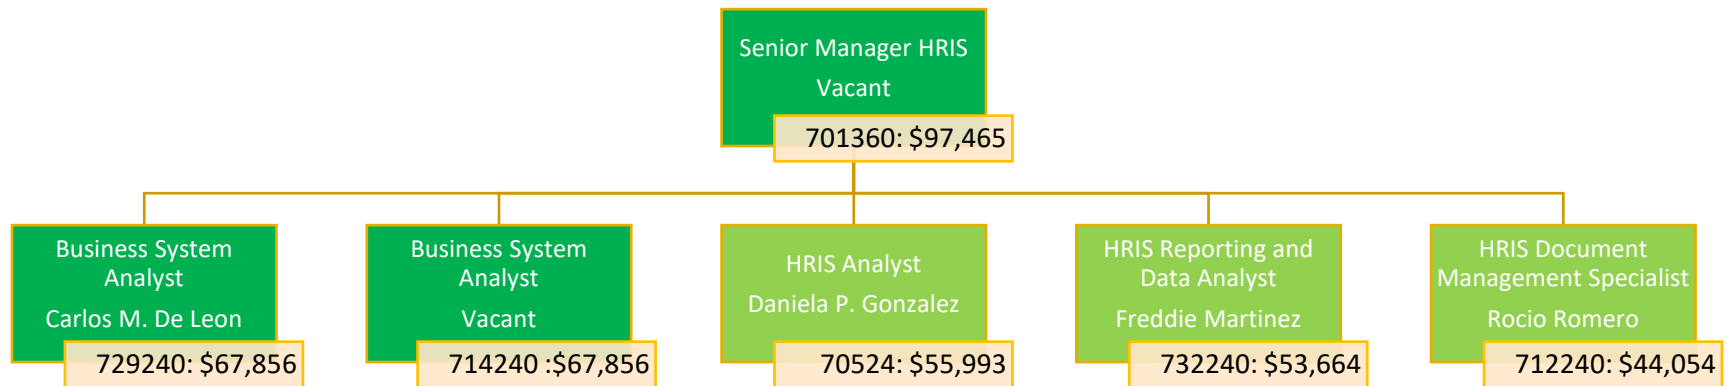 Senior Manager HRIS
Vacant
701360: $97,465
Business System
Analyst
Carlos M. De Leon
729240: $67,856
Business System
Analyst
Vacant
714240 :$67,856
HRIS Analyst
Daniela P. Gonzalez
70524: $55,993
HRIS Reporting and
Data Analyst
Freddie Martinez
732240: $53,664
HRIS Document
Management Specialist
Rocio Romero
712240: $44,054